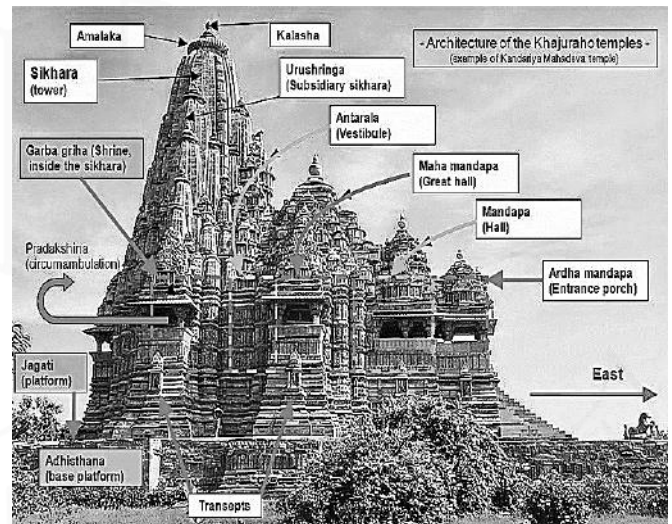 - Architecture of the Khajuraho temples -
(example of Kandariya Mahadeva temple)
Amalaka
Kalasha
Sikhara
(tower)
Urushringa
(Subsidiary sikhara)
Antarala
(Vestibule)
Garba griha (Shrine,
inside the sikhara)
Maha mandapa
(Great hall)
Mandapa
(Hall)
Pradakshina
(circumambulation)
Ardha mandapa
(Entrance porch)
Jagati
(platform)
East
Adhisthana
(base platform)
Transepts